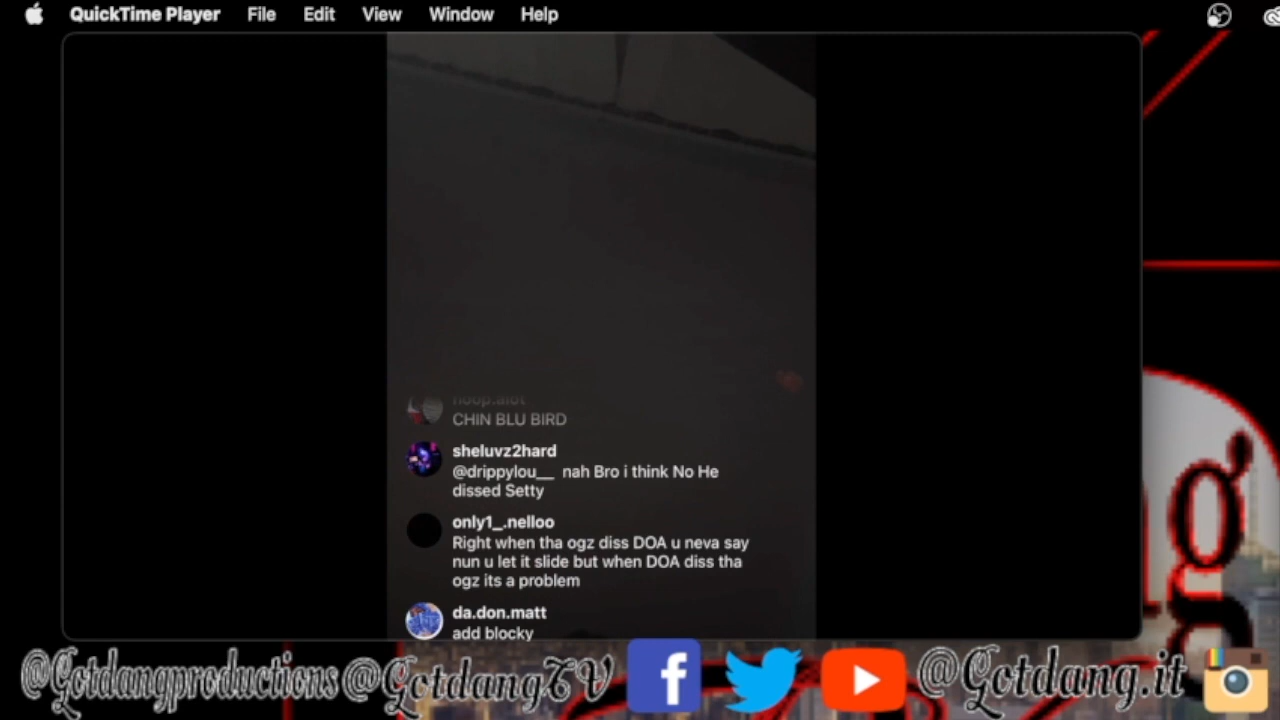 QuickTime Player File Edit View Window Help
noop.alot
CHIN BLU BIRD
sheluvz2hard
@drippylou__ nah Bro i think No He
dissed Setty
only1_.nelloo
Right when tha ogz diss DOA u neva say
nun u let it slide but when DOA diss tha
ogz its a problem
da.don.matt
add blocky
@Gotdangproductions @GotdangTV @Gotdang.it